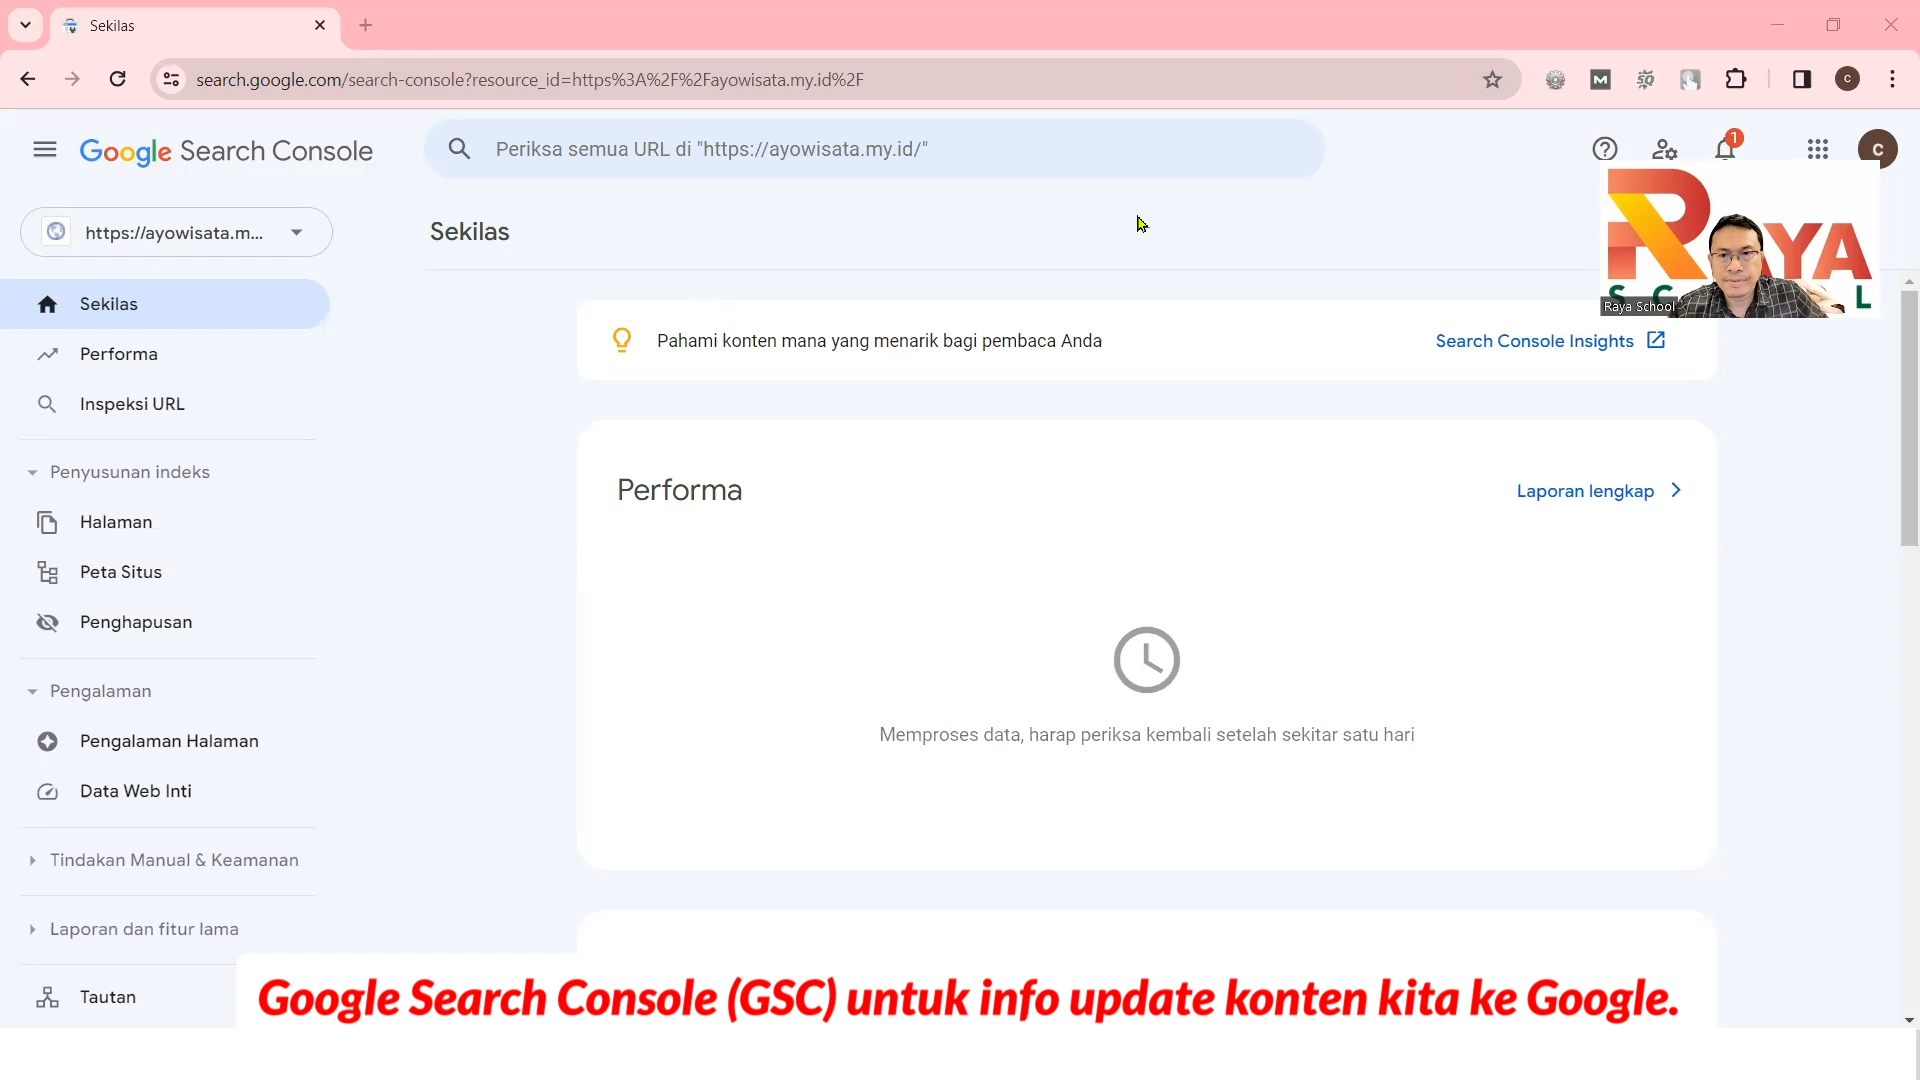 Sekilas
search.google.com/search-console?resource_id=https%3A%2F%2Fayowisata.my.id%2F
C
Google Search Console
Periksa semua URL di "https://ayowisata.my.id/"
1
C
https://ayowisata.m...
Sekilas
RAYA
Raya School
Sekilas
Performa
Inspeksi URL
Penyusunan indeks
Halaman
Peta Situs
Penghapusan
Pengalaman
Pengalaman Halaman
Data Web Inti
Tindakan Manual & Keamanan
Laporan dan fitur lama
Tautan
Pahami konten mana yang menarik bagi pembaca Anda
Search Console Insights
Performa
Laporan lengkap
Memproses data, harap periksa kembali setelah sekitar satu hari
Google Search Console (GSC) untuk info update konten kita ke Google.